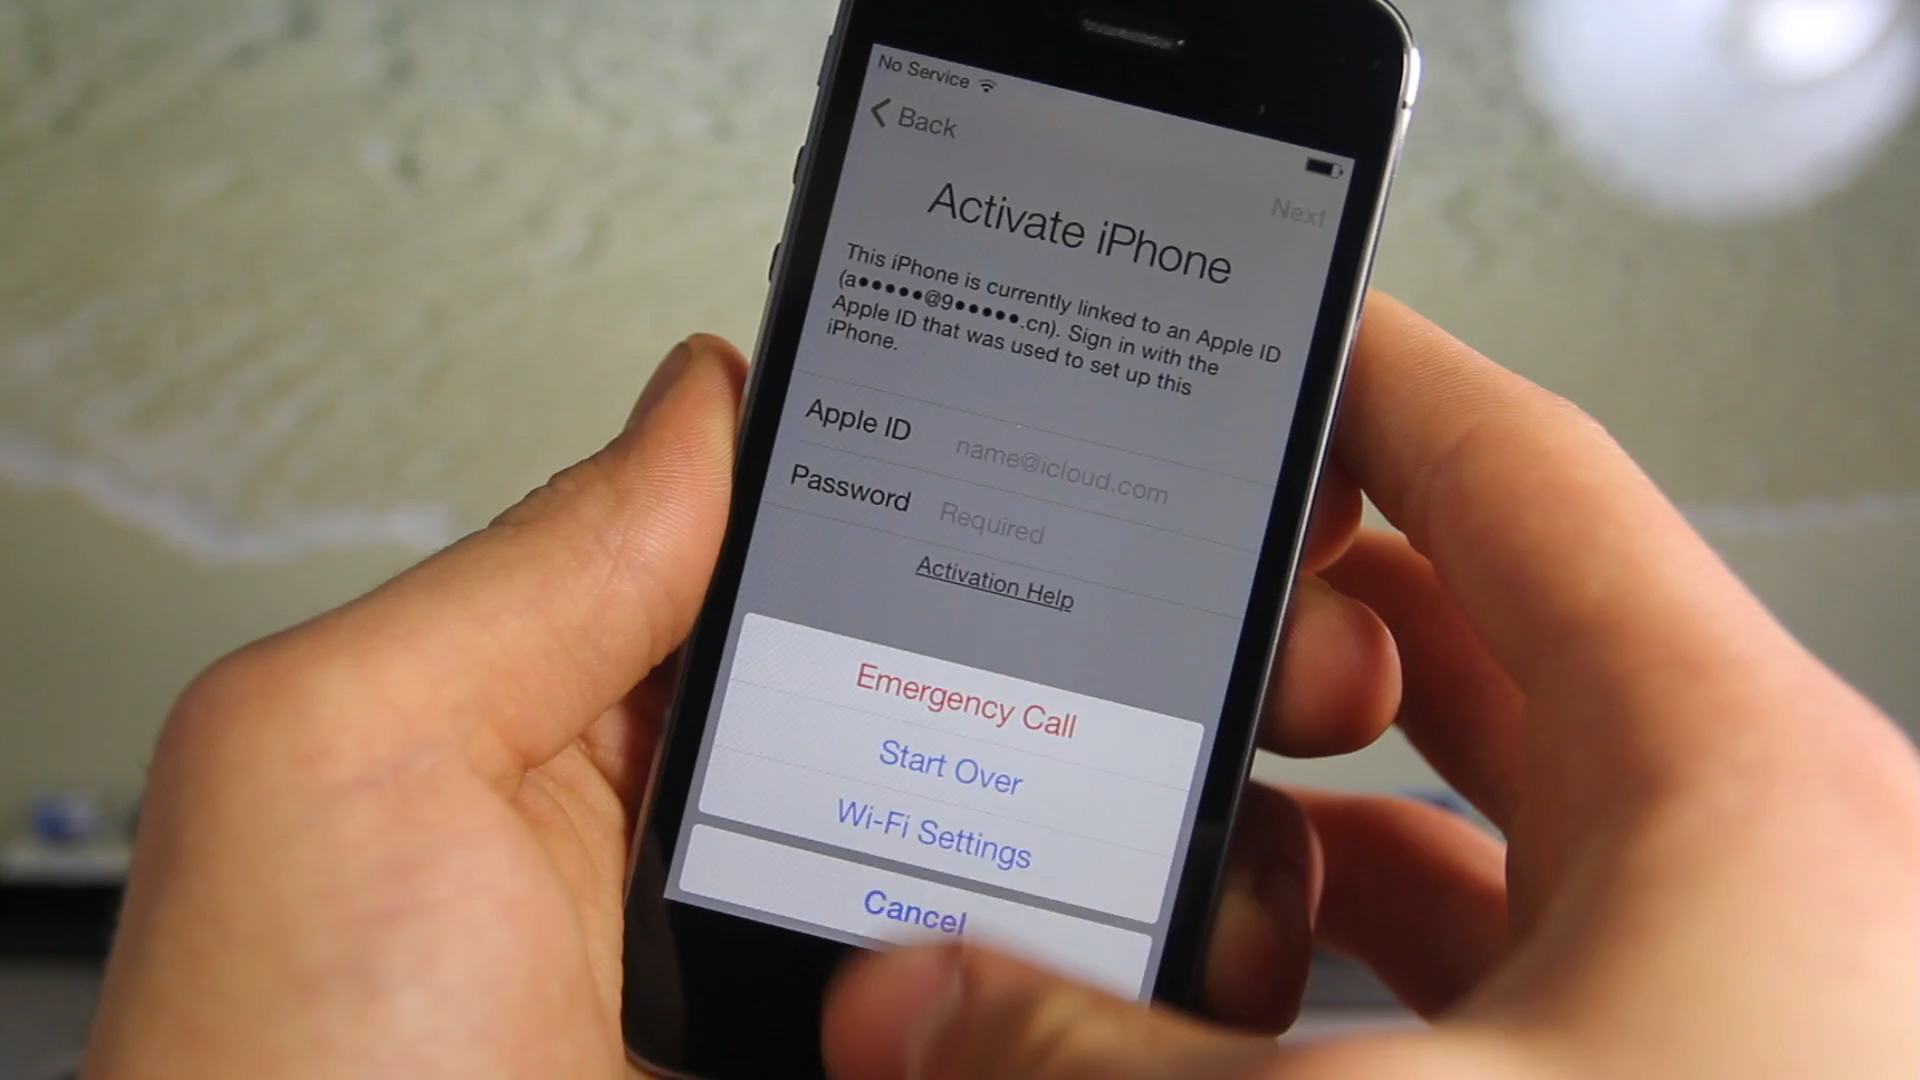 No Service
Back
Next
Activate iPhone
This iPhone is currently linked to an Apple ID
(a●●●●●@9●●●●●.cn). Sign in with the
Apple ID that was used to set up this
iPhone.
Apple ID name@icloud.com
Password Required
Activation Help
Emergency Call
Start Over
Wi-Fi Settings
Cancel